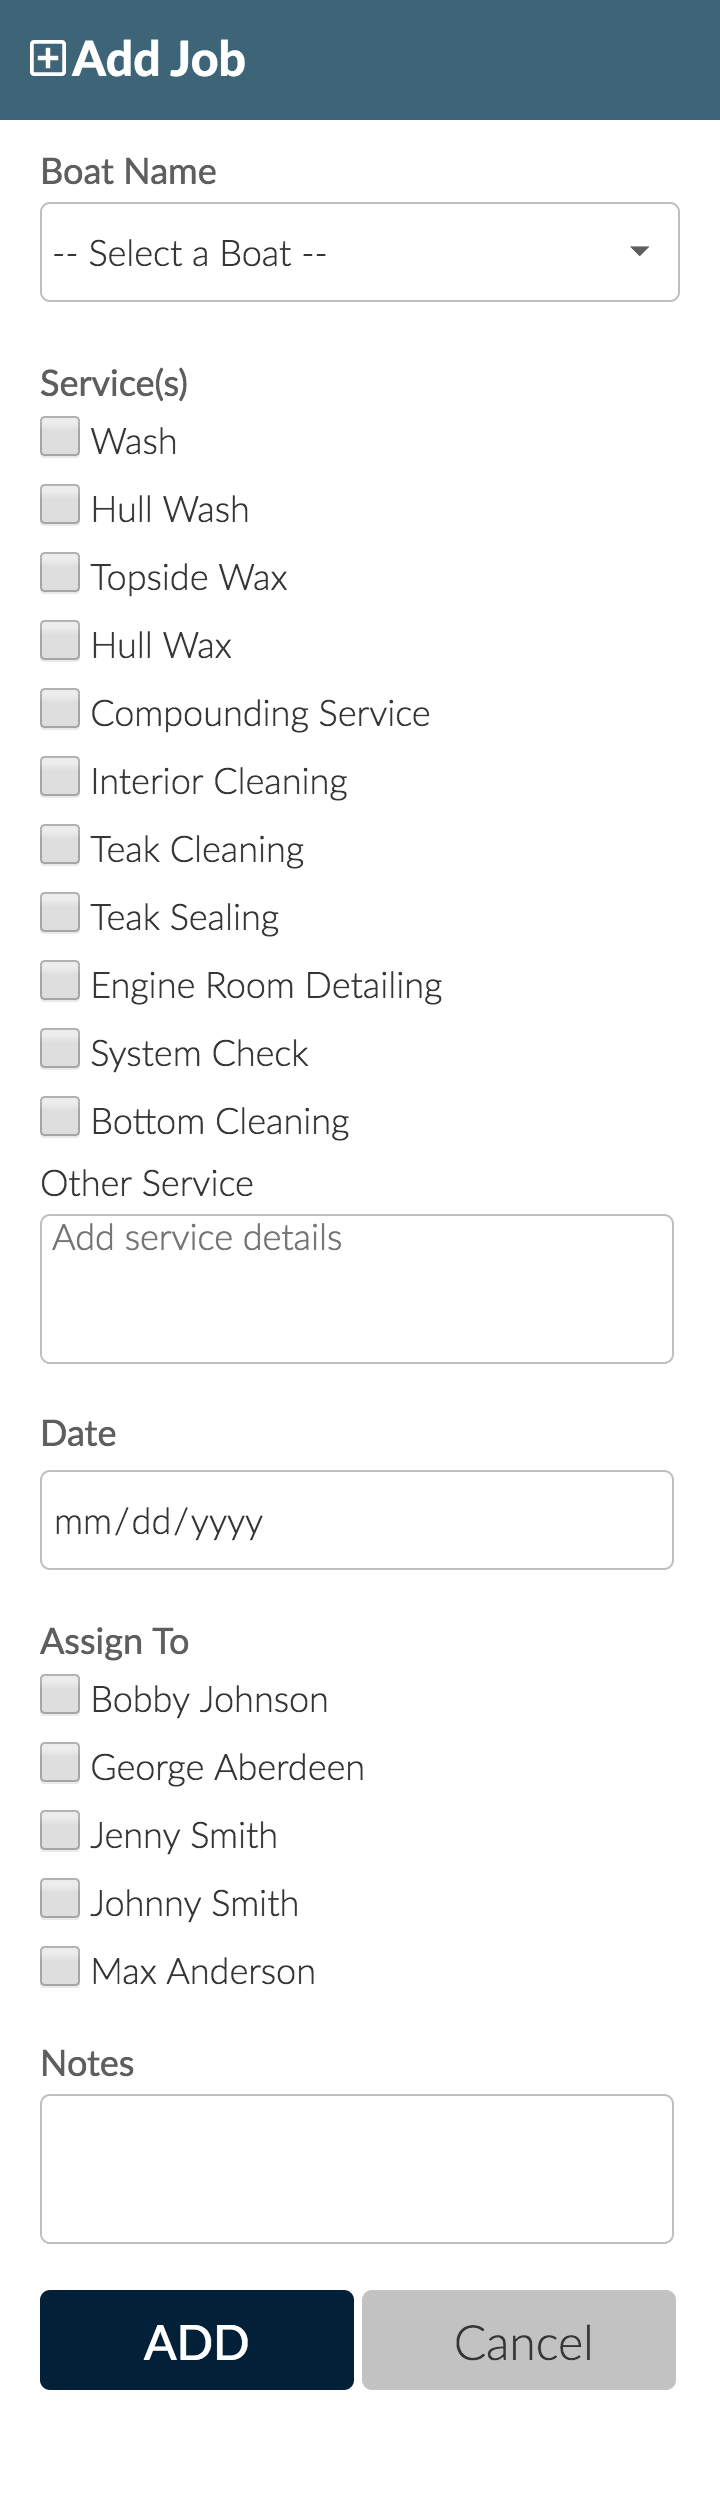 Add Job
Boat Name
-- Select a Boat --
Service(s)
Wash
Hull Wash
Topside Wax
Hull Wax
Compounding Service
Interior Cleaning
Teak Cleaning
Teak Sealing
Engine Room Detailing
System Check
Bottom Cleaning
Other Service
Add service details
Date
mm/dd/yyyy
Assign To
Bobby Johnson
George Aberdeen
Jenny Smith
Johnny Smith
Max Anderson
Notes
ADD Cancel